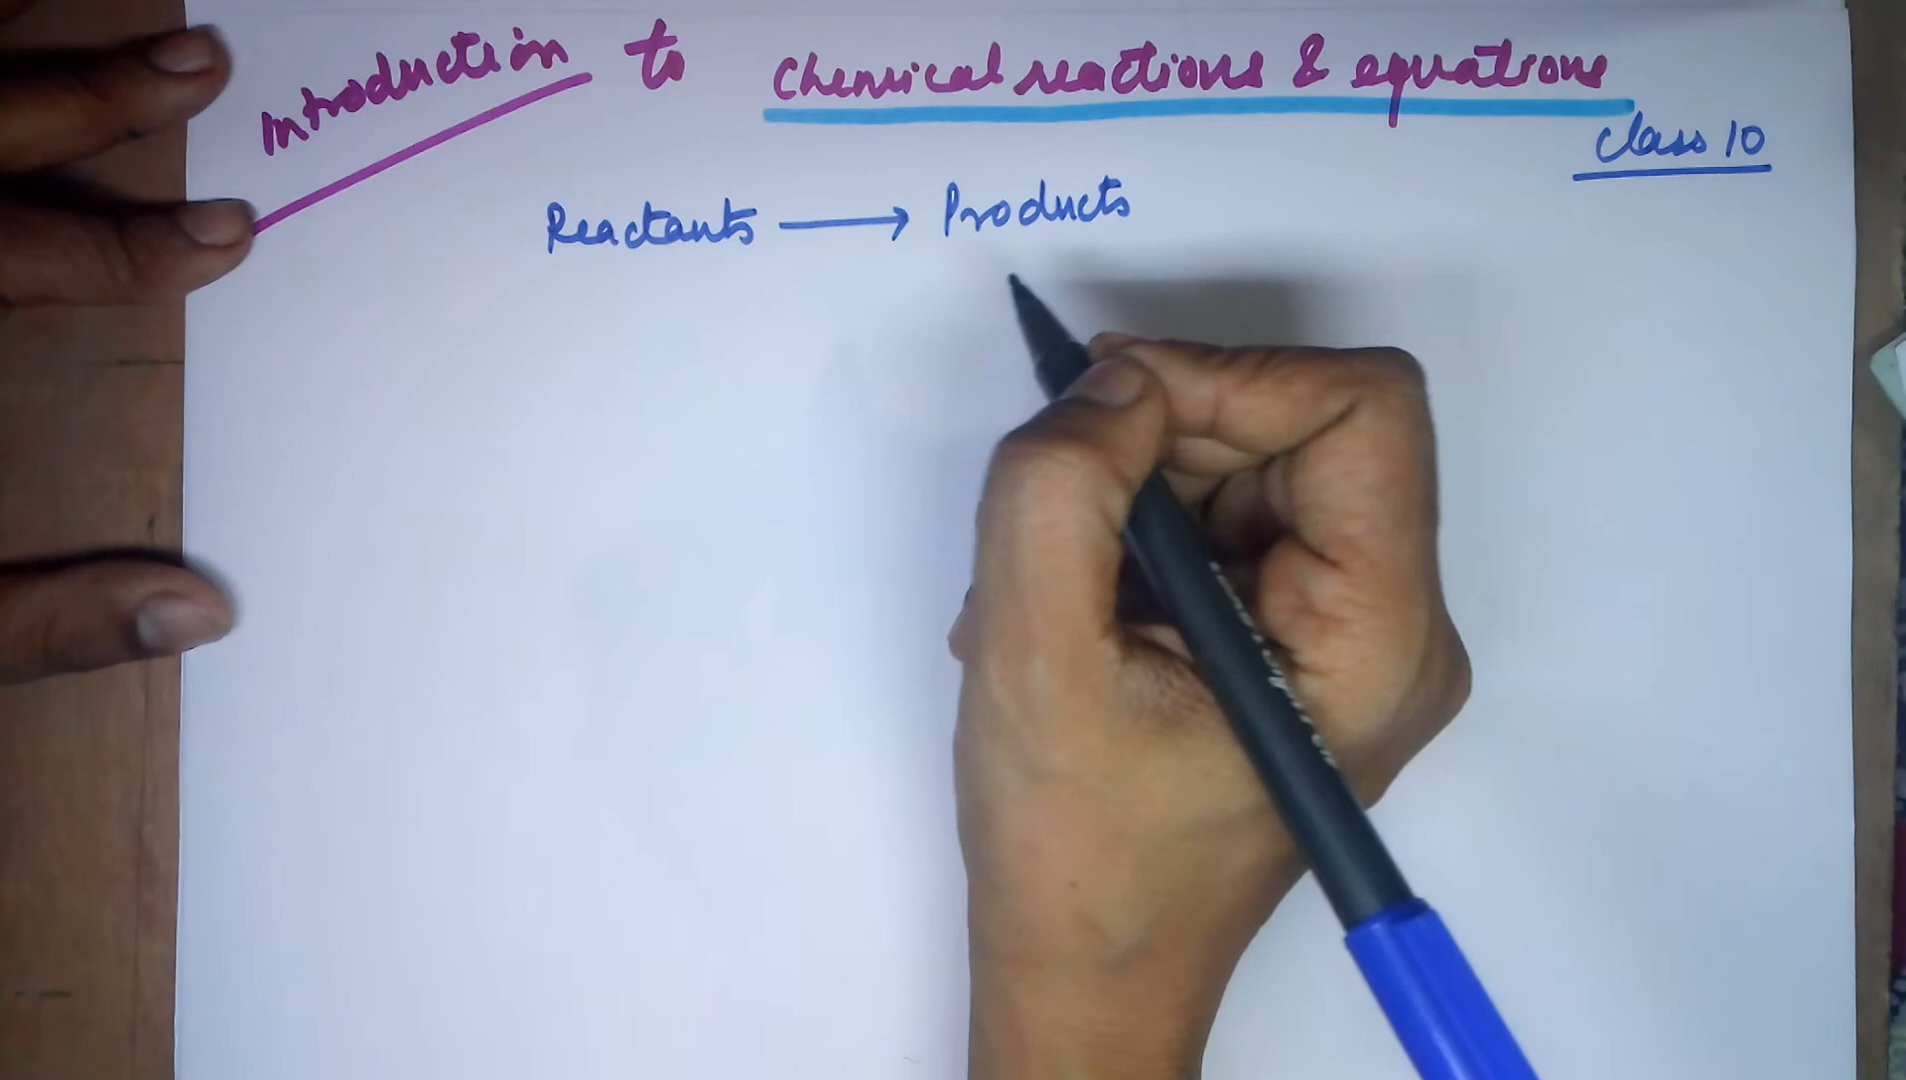 Introduction to Chemical reactions & equations
Class 10
Reactants → Products